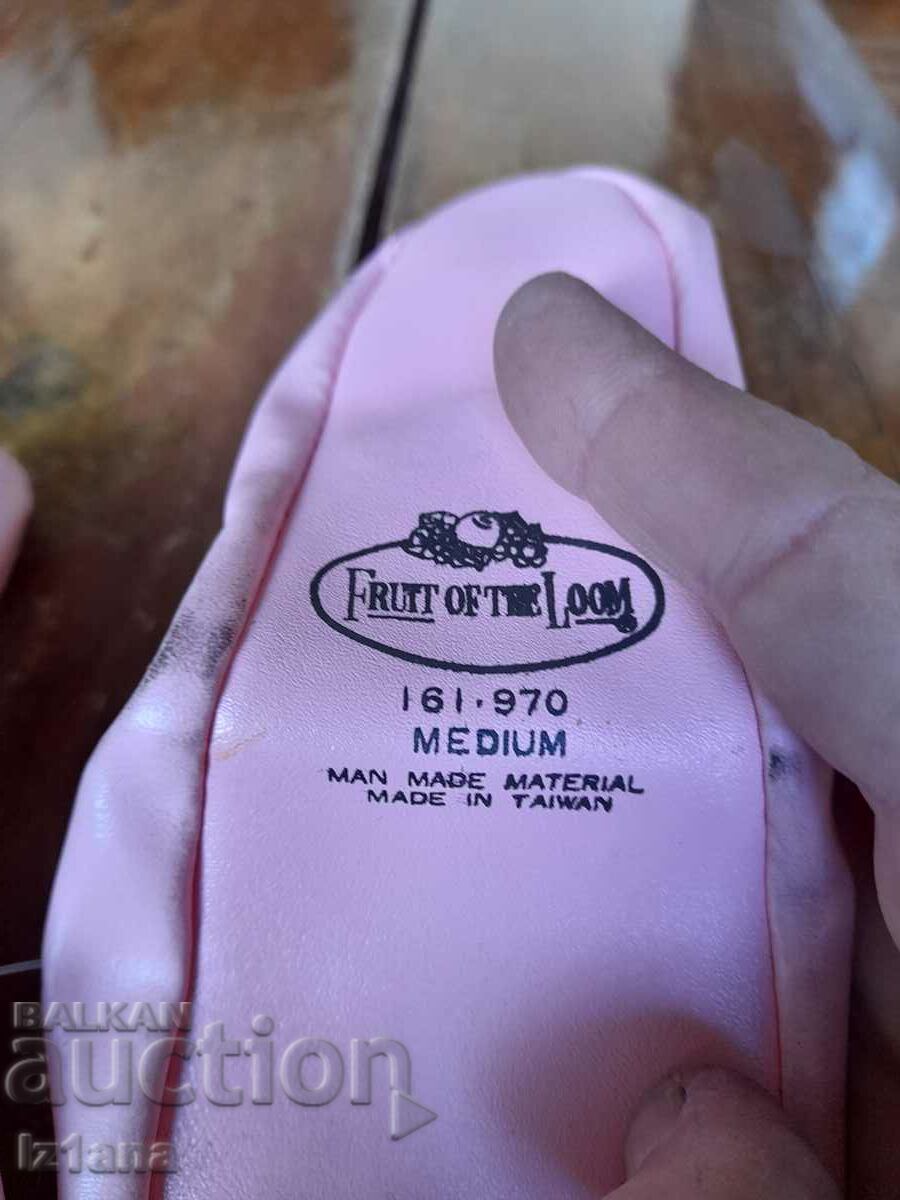 FRUIT OF THE LOOM
161.970
MEDIUM
MAN MADE MATERIAL
MADE IN TAIWAN
BALKAN
auction
Iz1ana